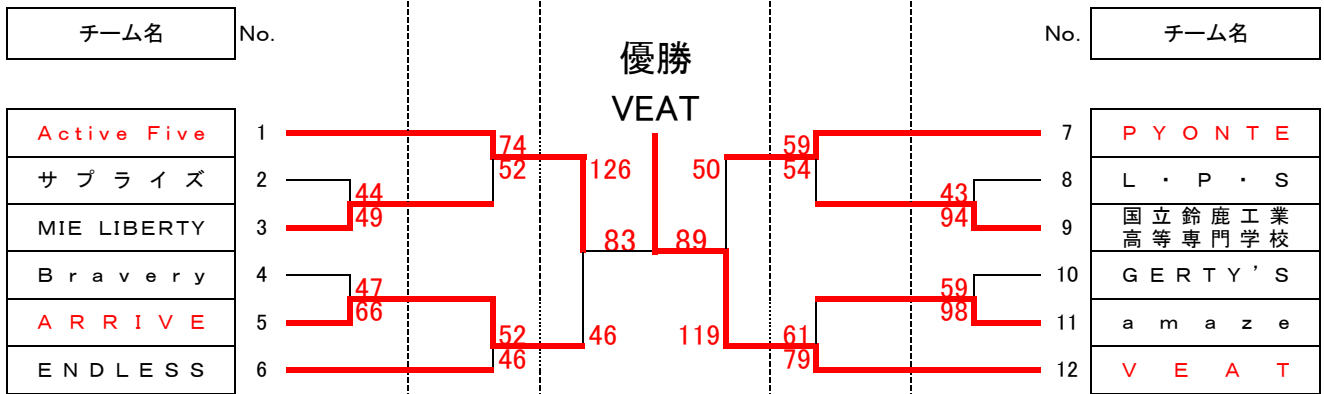 チーム名 No.
No. チーム名
優勝
VEAT
Active Five 1
サプライズ 2
MIE LIBERTY 3
Bravery 4
ARRIVE 5
ENDLESS 6
74
52
44
49
126
83
47
66
52
46
46
7 PYONTE
8 L・P・S
9 国立鈴鹿工業
高等専門学校
10 GERTY'S
11 amaze
12 VEAT
59
54
50
43
94
89
59
98
119
61
79